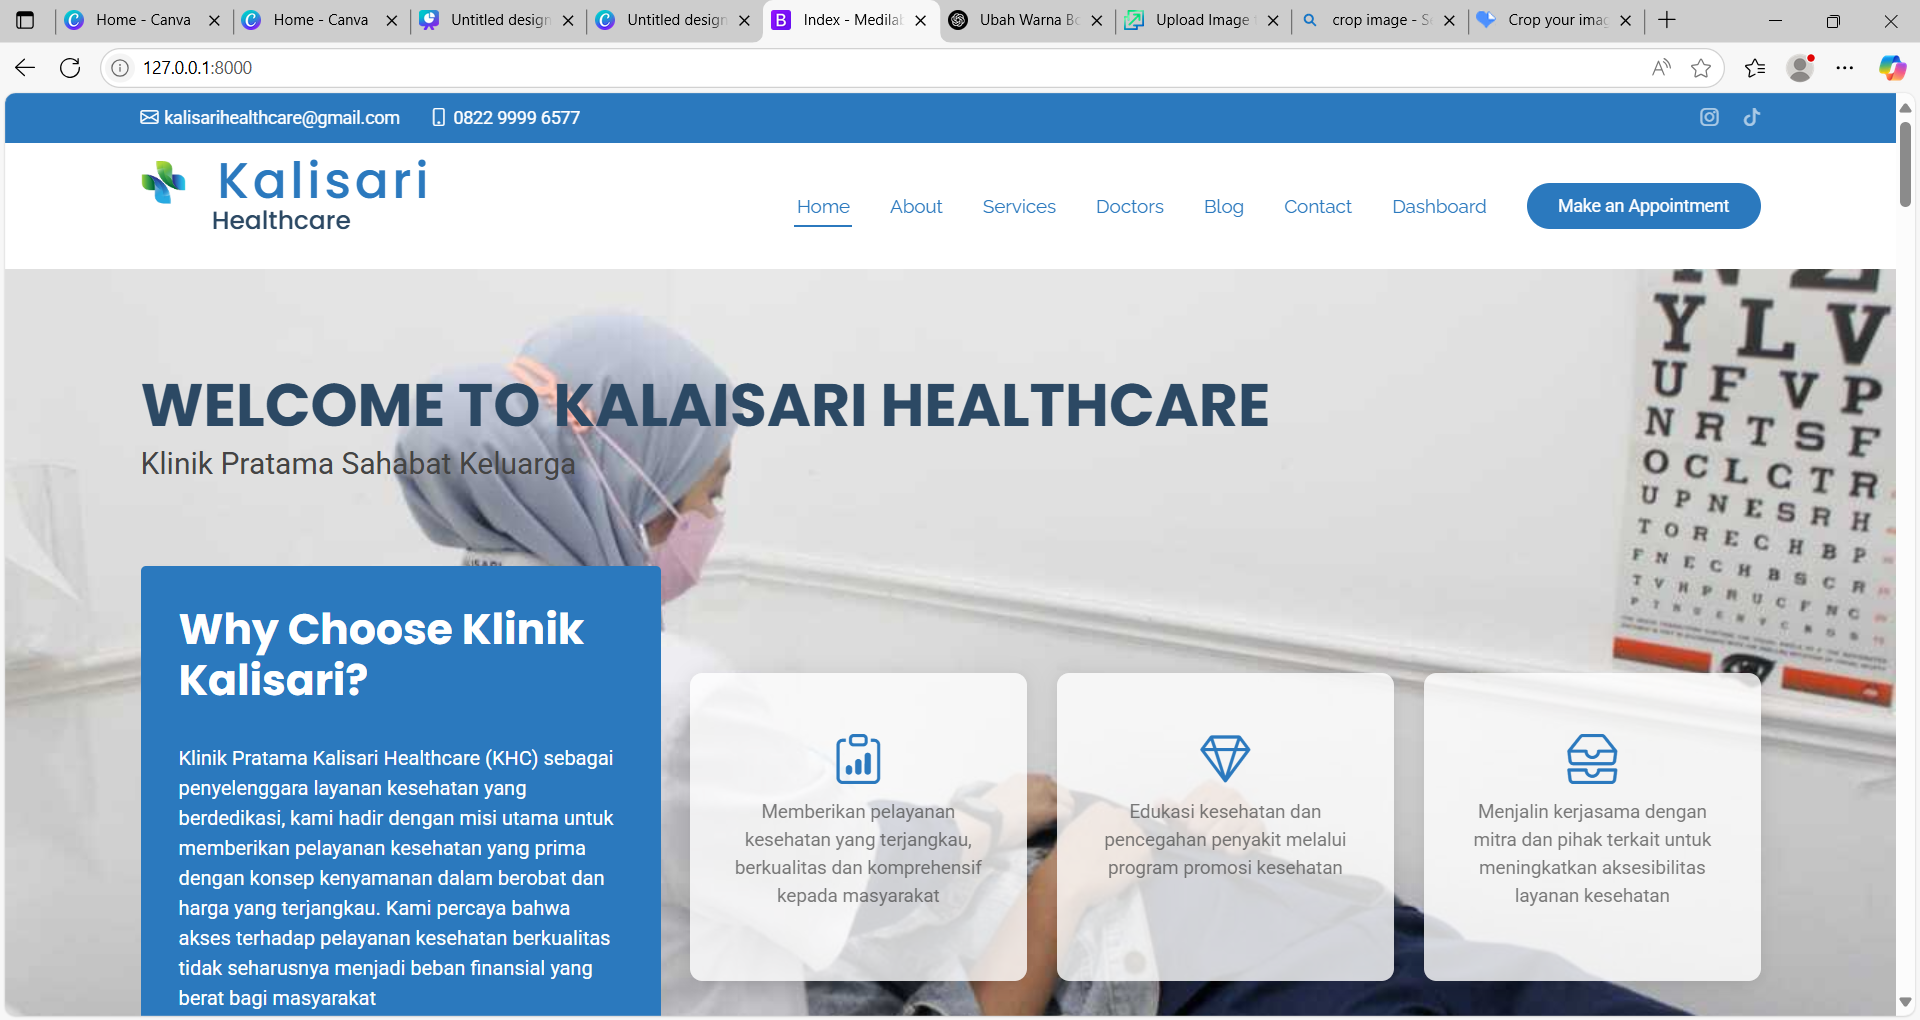 Home - Canva
Home - Canva
Untitled design
Untitled design
Index - Medilab
Ubah Warna Bo
Upload Image
crop image - S
Crop your imag
127.0.0.1:8000
kalisarihealthcare@gmail.com
0822 9999 6577
Kalisari
Healthcare
Home
About
Services
Doctors
Blog
Contact
Dashboard
Make an Appointment
WELCOME TO KALAISARI HEALTHCARE
Klinik Pratama Sahabat Keluarga
Y L V
U F V P
N R T S F
O C L C T R
U P N E S R H
T O R E C H B P
F N E C H B S C R
T V H P R U C F N C
Why Choose Klinik
Kalisari?
Klinik Pratama Kalisari Healthcare (KHC) sebagai
penyelenggara layanan kesehatan yang
berdedikasi, kami hadir dengan misi utama untuk
memberikan pelayanan kesehatan yang prima
dengan konsep kenyamanan dalam berobat dan
harga yang terjangkau. Kami percaya bahwa
akses terhadap pelayanan kesehatan berkualitas
tidak seharusnya menjadi beban finansial yang
berat bagi masyarakat
Memberikan pelayanan
kesehatan yang terjangkau,
berkualitas dan komprehensif
kepada masyarakat
Edukasi kesehatan dan
pencegahan penyakit melalui
program promosi kesehatan
Menjalin kerjasama dengan
mitra dan pihak terkait untuk
meningkatkan aksesibilitas
layanan kesehatan